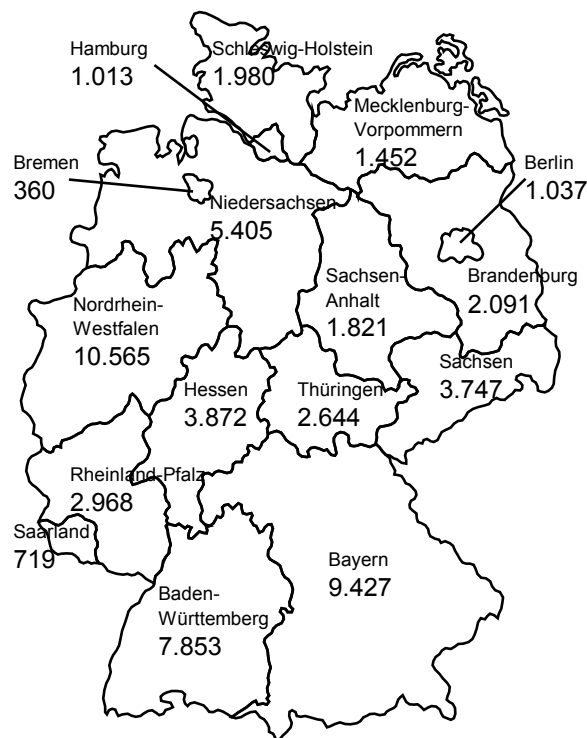 Hamburg
1.013
Schleswig-Holstein
1.980
Mecklenburg-
Vorpommern
1.452
Bremen
360
Berlin
1.037
Niedersachsen
5.405
Sachsen-
Anhalt
1.821
Brandenburg
2.091
Nordrhein-
Westfalen
10.565
Sachsen
3.747
Hessen
3.872
Thüringen
2.644
Rheinland-Pfalz
2.968
Saarland
719
Bayern
9.427
Baden-
Württemberg
7.853